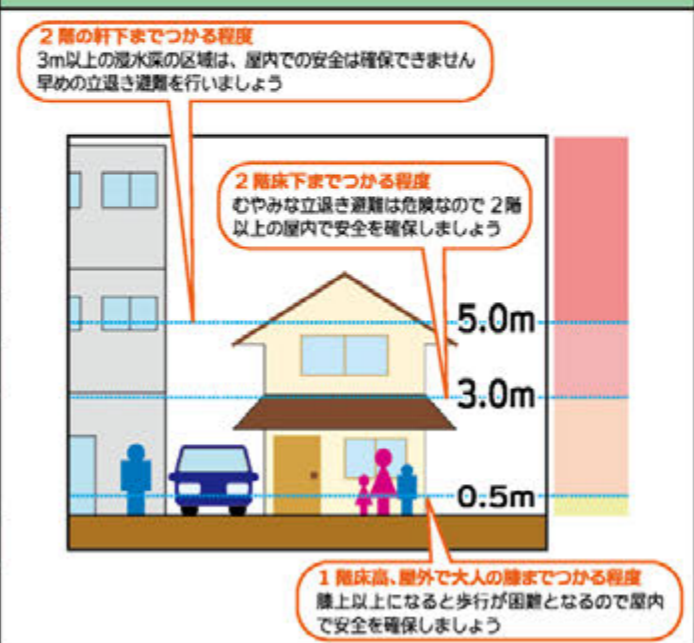 2階の軒下までつかる程度
3m以上の浸水深の区域は、屋内での安全は確保できません
早めの立退き避難を行いましょう
2階床下までつかる程度
むやみな立退き避難は危険なので2階
以上の屋内で安全を確保しましょう
5.0m
3.0m
0.5m
1階床高、屋外で大人の膝までつかる程度
膝上以上になると歩行が困難となるので屋内
で安全を確保しましょう